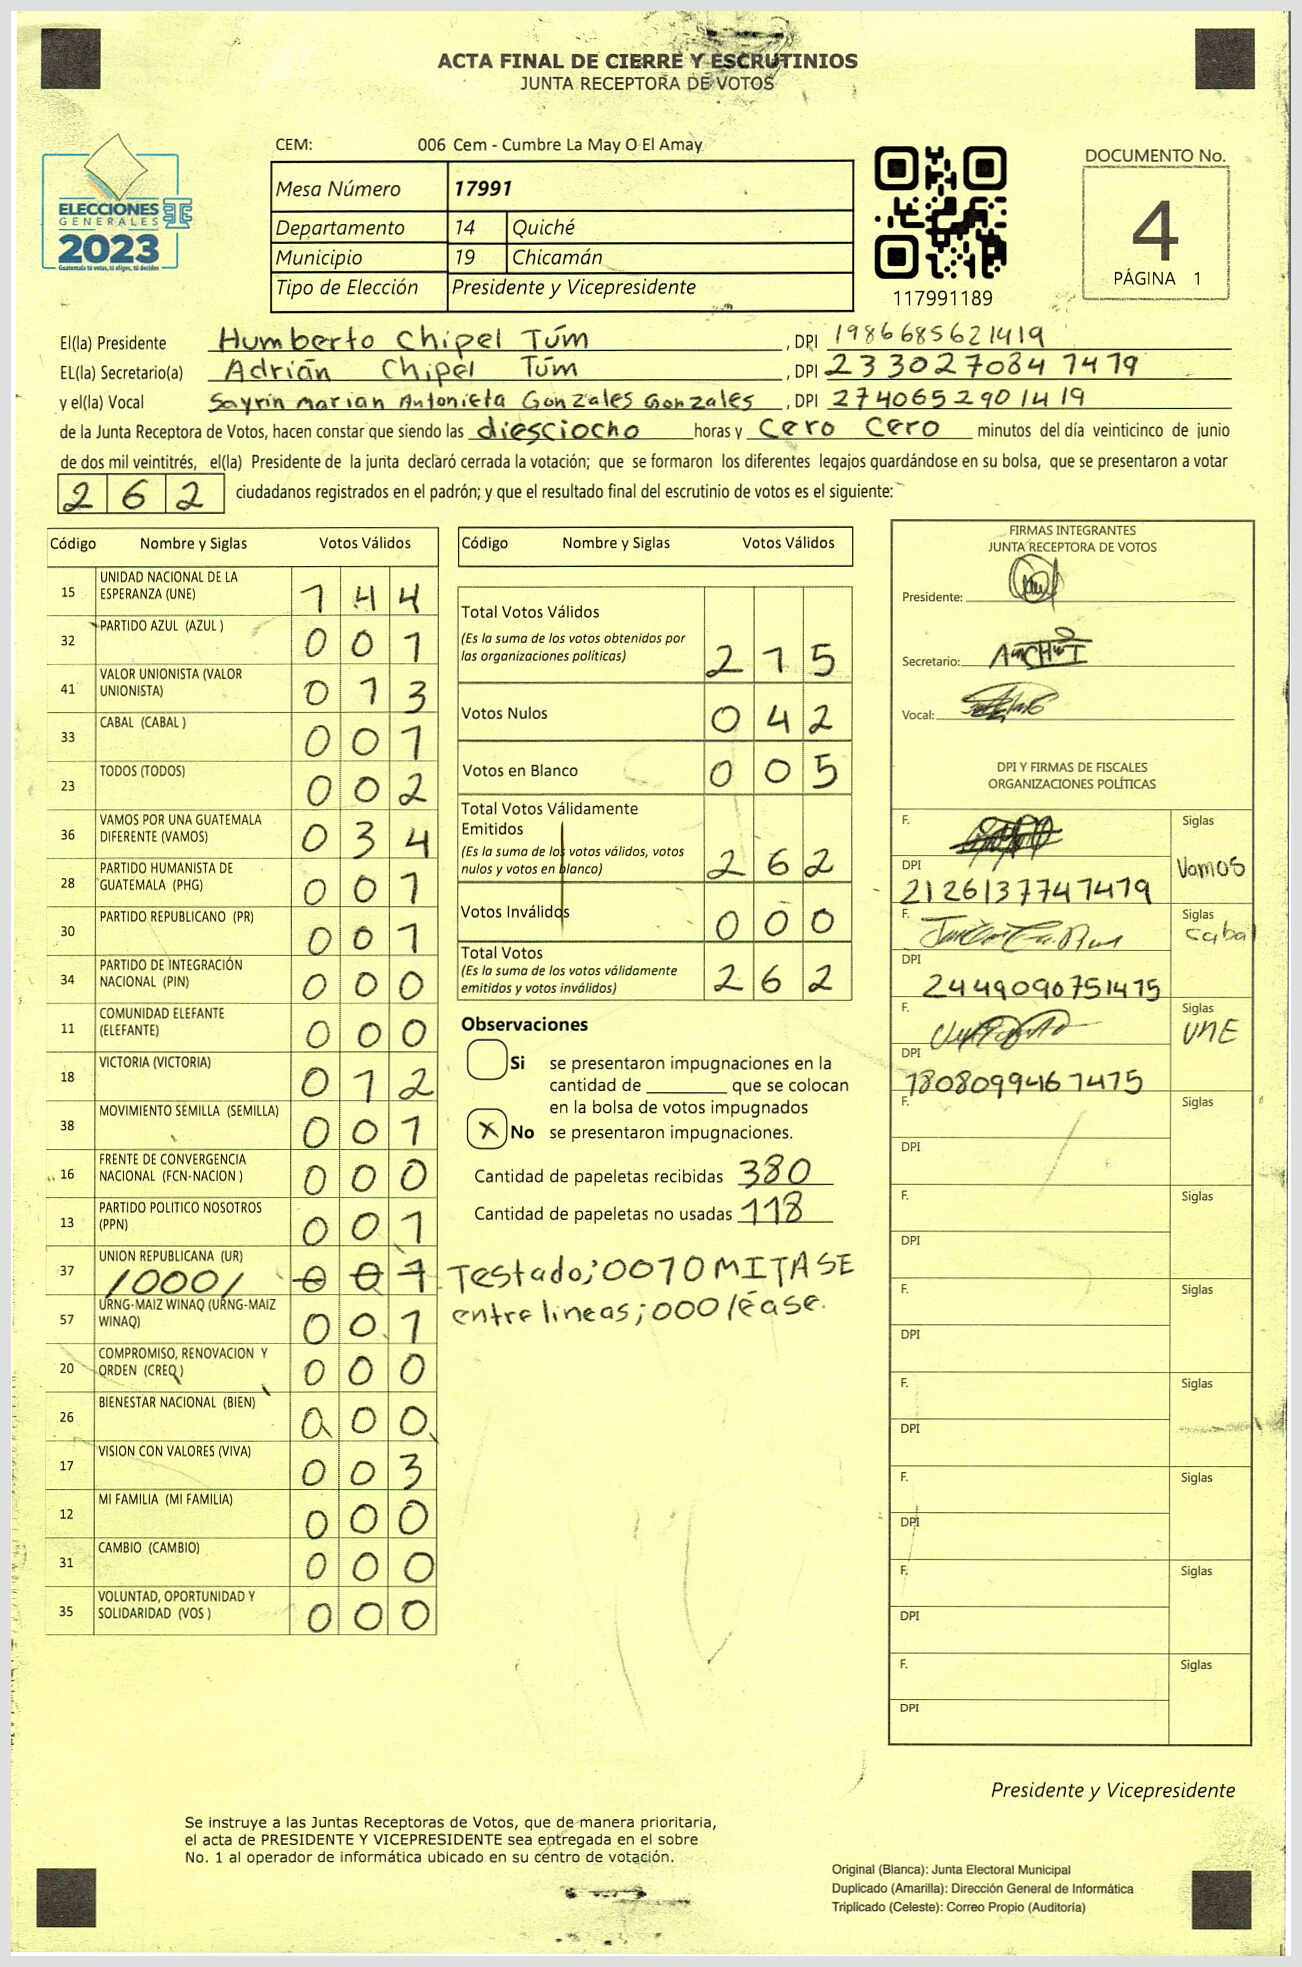 ACTA FINAL DE CIERRE Y ESCRUTINIOS
JUNTA RECEPTORA DE VOTOS
CEM: 006 Cem - Cumbre La May O El Amay
ELECCIONES
GENERALES
2023
Guatemala tú votas, tú eliges, tú decides
Mesa Número 17991
Departamento 14 Quiché
Municipio 19 Chicamán
Tipo de Elección Presidente y Vicepresidente
117991189
DOCUMENTO No.
4
PÁGINA 1
El(la) Presidente Humberto Chipel Túm , DPI 1986685621419
EL(la) Secretario(a) Adrián Chipel Túm , DPI 2330270847479
y el(la) Vocal Sayrin Marian Antonieta Gonzales Gonzales , DPI 2740652901419
de la Junta Receptora de Votos, hacen constar que siendo las diesciocho horas y cero cero minutos del día veinticinco de junio
de dos mil veintitrés, el(la) Presidente de la junta declaró cerrada la votación; que se formaron los diferentes legajos guardándose en su bolsa, que se presentaron a votar
262 ciudadanos registrados en el padrón; y que el resultado final del escrutinio de votos es el siguiente:
Código Nombre y Siglas Votos Válidos
15 UNIDAD NACIONAL DE LA ESPERANZA (UNE) 144
32 PARTIDO AZUL (AZUL ) 001
41 VALOR UNIONISTA (VALOR UNIONISTA) 013
33 CABAL (CABAL ) 001
23 TODOS (TODOS) 002
36 VAMOS POR UNA GUATEMALA DIFERENTE (VAMOS) 034
28 PARTIDO HUMANISTA DE GUATEMALA (PHG) 001
30 PARTIDO REPUBLICANO (PR) 001
34 PARTIDO DE INTEGRACIÓN NACIONAL (PIN) 000
11 COMUNIDAD ELEFANTE (ELEFANTE) 000
18 VICTORIA (VICTORIA) 012
38 MOVIMIENTO SEMILLA (SEMILLA) 001
16 FRENTE DE CONVERGENCIA NACIONAL (FCN-NACION ) 000
13 PARTIDO POLITICO NOSOTROS (PPN) 001
37 UNION REPUBLICANA (UR) /000/ 001
57 URNG-MAIZ WINAQ (URNG-MAIZ WINAQ) 001
20 COMPROMISO, RENOVACION Y ORDEN (CREO ) 000
26 BIENESTAR NACIONAL (BIEN) 000
17 VISION CON VALORES (VIVA) 003
12 MI FAMILIA (MI FAMILIA) 000
31 CAMBIO (CAMBIO) 000
35 VOLUNTAD, OPORTUNIDAD Y SOLIDARIDAD (VOS ) 000
Código Nombre y Siglas Votos Válidos
Total Votos Válidos
(Es la suma de los votos obtenidos por
las organizaciones políticas) 215
Votos Nulos 042
Votos en Blanco 005
Total Votos Válidamente
Emitidos
(Es la suma de los votos válidos, votos
nulos y votos en blanco) 262
Votos Inválidos 000
Total Votos
(Es la suma de los votos válidamente
emitidos y votos inválidos) 262
Observaciones
Si se presentaron impugnaciones en la
cantidad de ________ que se colocan
en la bolsa de votos impugnados
X No se presentaron impugnaciones.
Cantidad de papeletas recibidas 380
Cantidad de papeletas no usadas 118
Testado;001 OMITASE
entre lineas;000 léase.
FIRMAS INTEGRANTES
JUNTA RECEPTORA DE VOTOS
Presidente:
Secretario:
Vocal:
DPI Y FIRMAS DE FISCALES
ORGANIZACIONES POLÍTICAS
F. Siglas
Vamos
DPI
2126137747479
F. Siglas
cabal
DPI
2449090751415
F. Siglas
UNE
DPI
1808099461415
F. Siglas
DPI
F. Siglas
DPI
F. Siglas
DPI
F. Siglas
DPI
F. Siglas
DPI
F. Siglas
DPI
F. Siglas
DPI
Presidente y Vicepresidente
Se instruye a las Juntas Receptoras de Votos, que de manera prioritaria,
el acta de PRESIDENTE Y VICEPRESIDENTE sea entregada en el sobre
No. 1 al operador de informática ubicado en su centro de votación.
Original (Blanca): Junta Electoral Municipal
Duplicado (Amarilla): Dirección General de Informática
Triplicado (Celeste): Correo Propio (Auditoría)